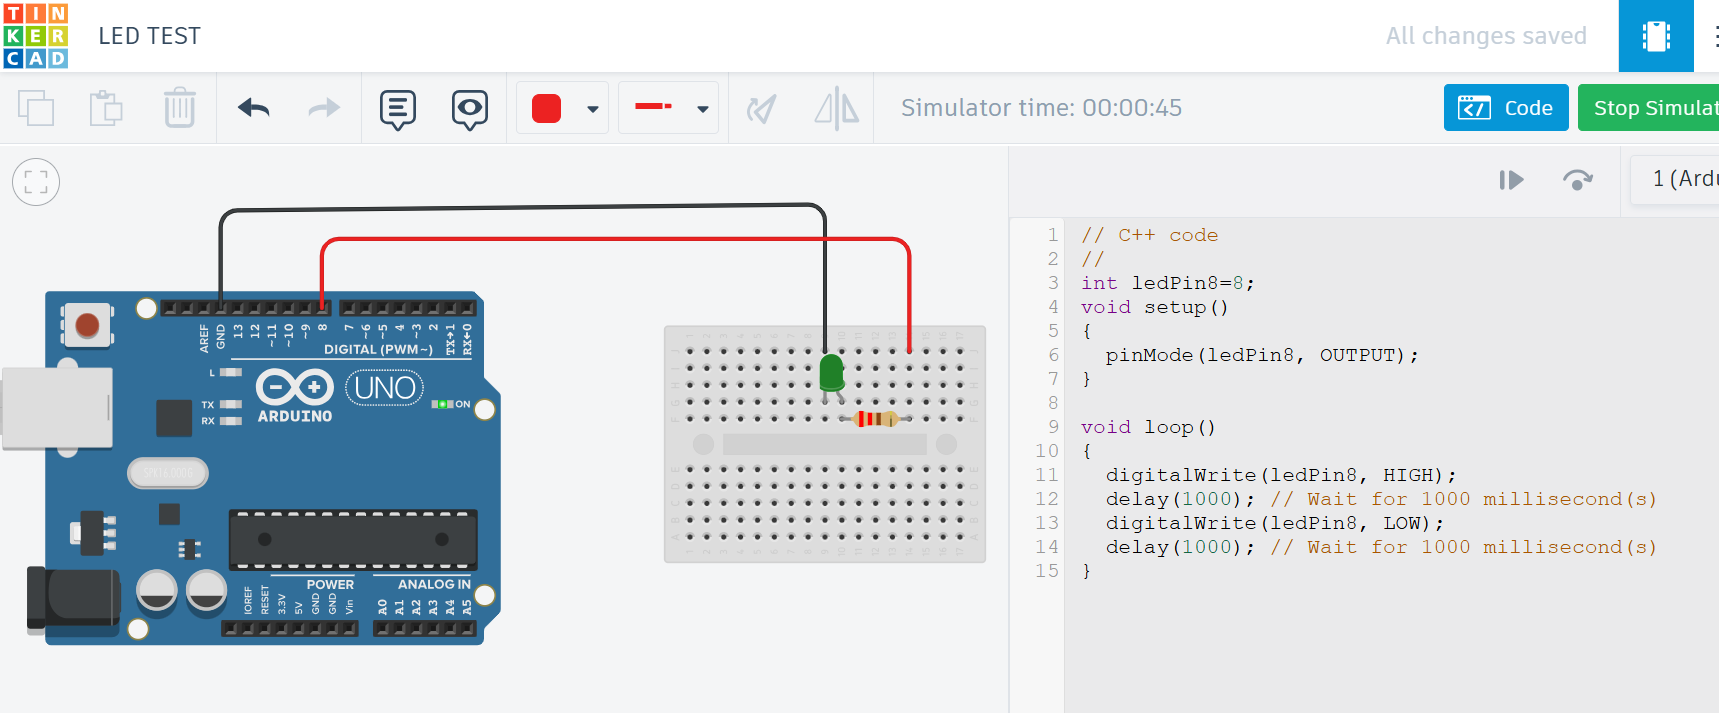 TIN
KER
CAD
LED TEST
All changes saved
Simulator time: 00:00:45
Code
Stop Simulat
1 (Ardu
AREF
GND
13
12
~11
~10
~9
8
7
~6
~5
4
~3
2
TX→1
RX←0
DIGITAL (PWM~)
L
TX
RX
ARDUINO
UNO
ON
POWER
ANALOG IN
IOREF
RESET
3.3V
5V
GND
GND
Vin
A0
A1
A2
A3
A4
A5
1 // C++ code
2 //
3 int ledPin8=8;
4 void setup()
5 {
6 pinMode(ledPin8, OUTPUT);
7 }
8
9 void loop()
10 {
11 digitalWrite(ledPin8, HIGH);
12 delay(1000); // Wait for 1000 millisecond(s)
13 digitalWrite(ledPin8, LOW);
14 delay(1000); // Wait for 1000 millisecond(s)
15 }